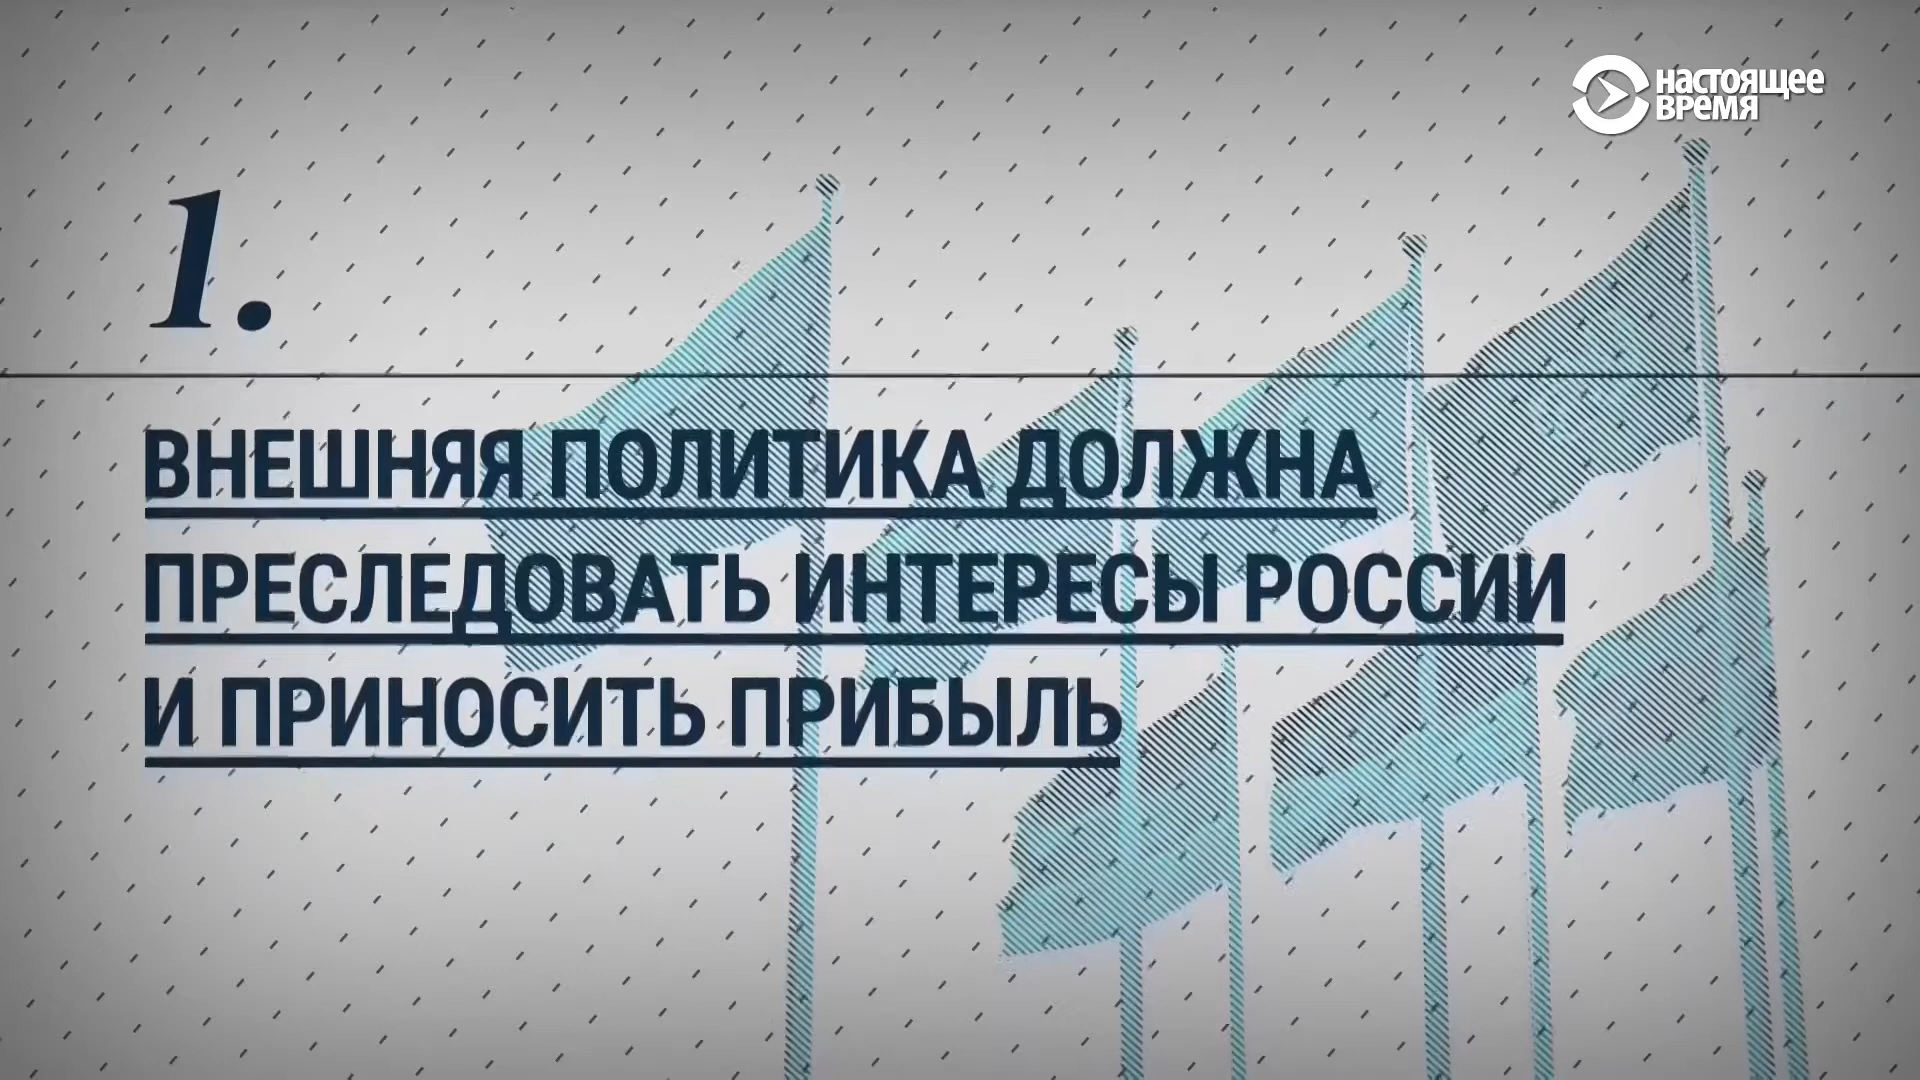 НАСТОЯЩЕЕ
ВРЕМЯ
1.
ВНЕШНЯЯ ПОЛИТИКА ДОЛЖНА
ПРЕСЛЕДОВАТЬ ИНТЕРЕСЫ РОССИИ
И ПРИНОСИТЬ ПРИБЫЛЬ